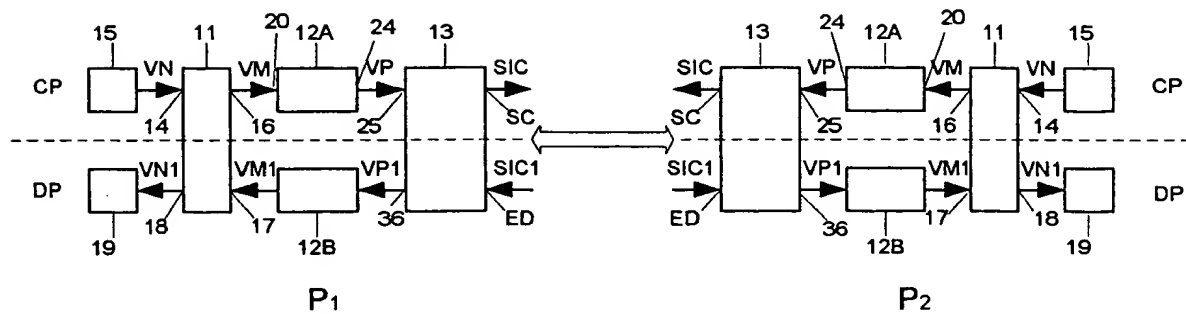 15 11 20 12A 24 13 13 24 12A 20 11 15
VN VM VP SIC SIC VP VM VN
CP CP
14 16 25 SC SC 25 16 14
VN1 VM1 VP1 SIC1 SIC1 VP1 VM1 VN1
DP DP
18 17 36 ED ED 36 17 18
19 12B 12B 19
P1 P2